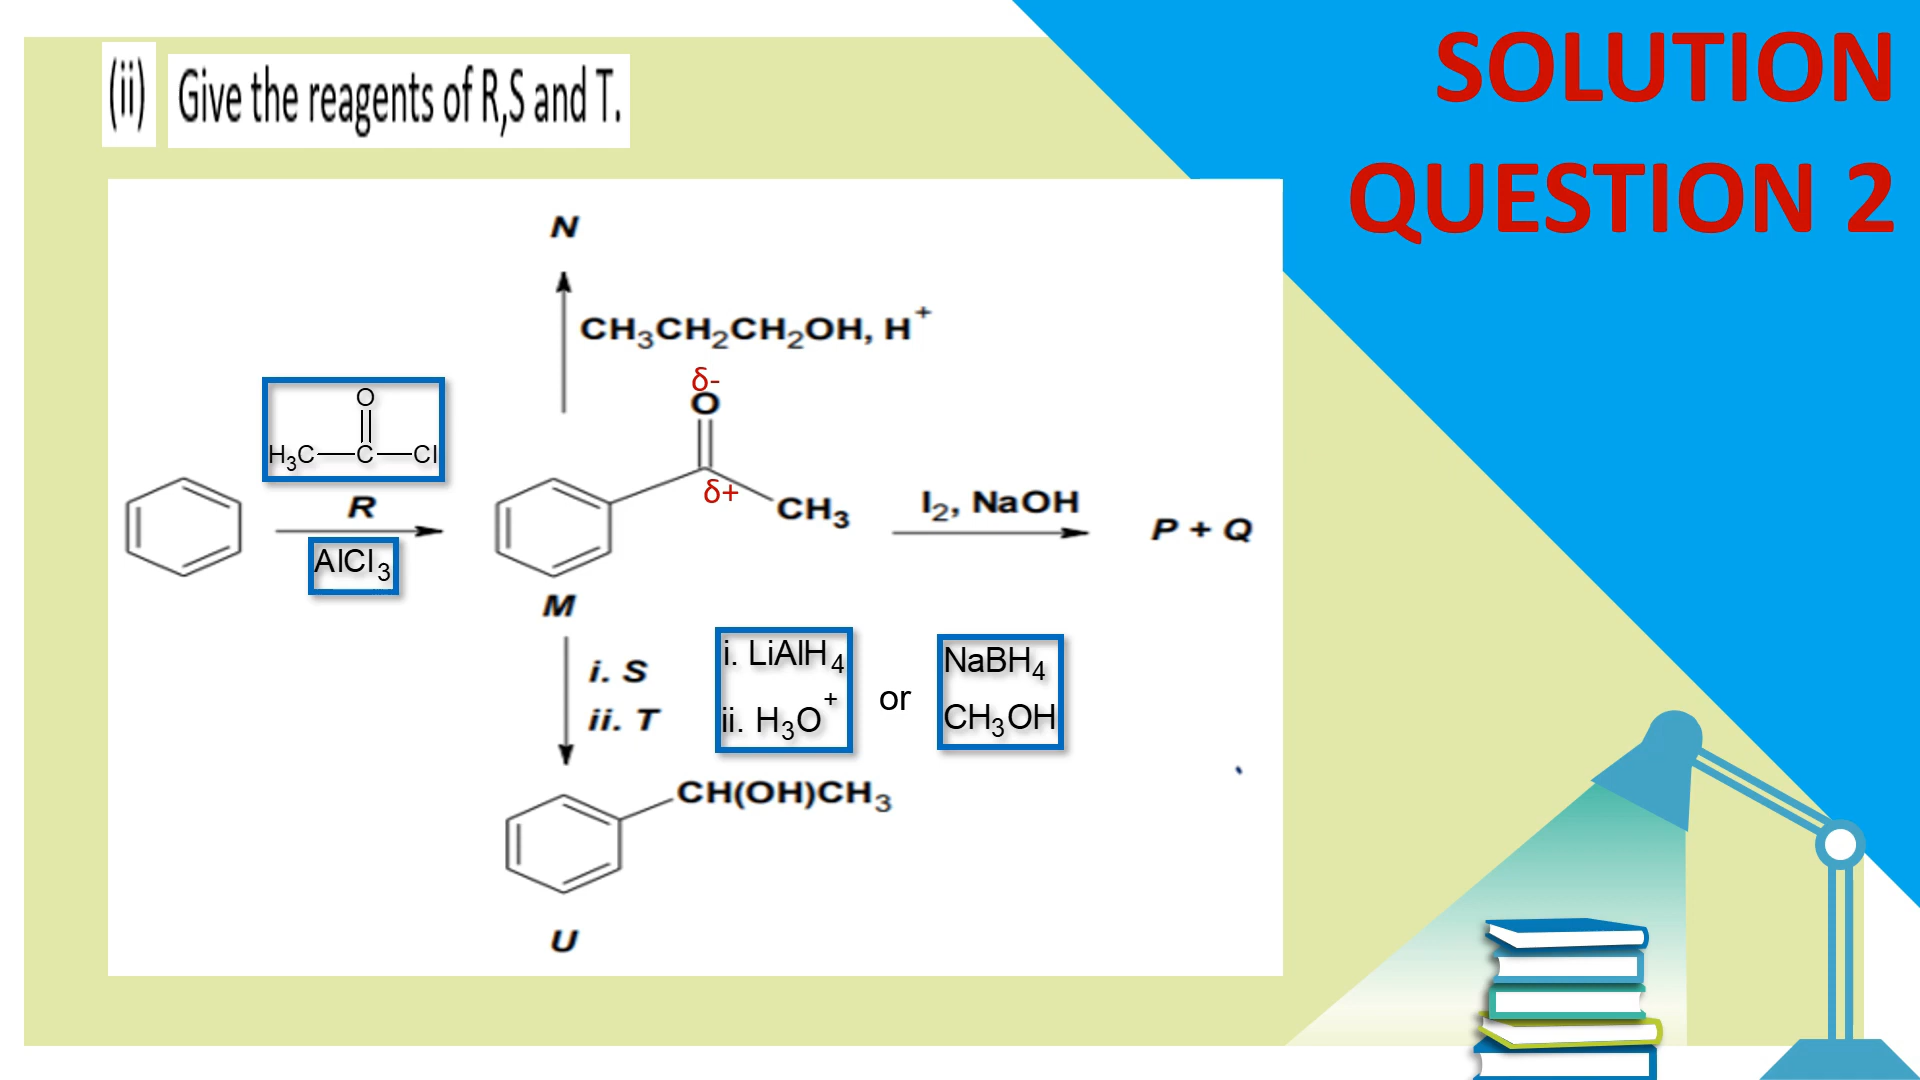 (ii) Give the reagents of R,S and T.
SOLUTION
QUESTION 2
N
CH₃CH₂CH₂OH, H⁺
δ-
O
O
H₃C—C—Cl
δ+
CH₃
R
AlCl₃
I₂, NaOH
P + Q
M
i. S
ii. T
i. LiAlH₄
ii. H₃O⁺
or
NaBH₄
CH₃OH
CH(OH)CH₃
U